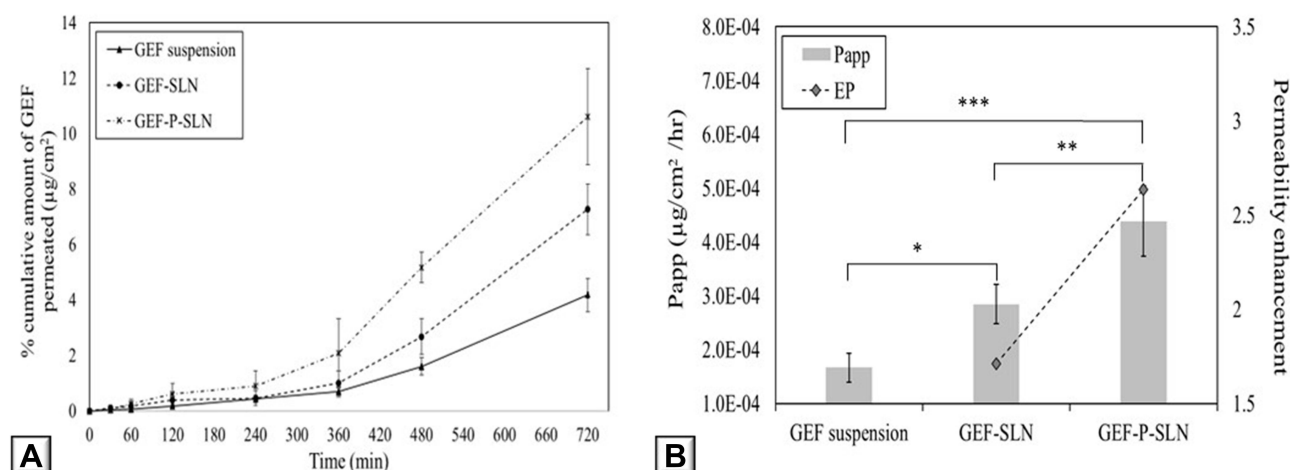 14
12
10
8
6
4
2
0
GEF suspension
GEF-SLN
GEF-P-SLN
% cumulative amount of GEF
permeated (µg/cm²)
0 60 120 180 240 300 360 420 480 540 600 660 720
Time (min)
A
8.0E-04
7.0E-04
6.0E-04
5.0E-04
4.0E-04
3.0E-04
2.0E-04
1.0E-04
Papp (µg/cm² /hr)
Papp
EP
***
**
*
3.5
3
2.5
2
1.5
Permeability enhancement
GEF suspension GEF-SLN GEF-P-SLN
B